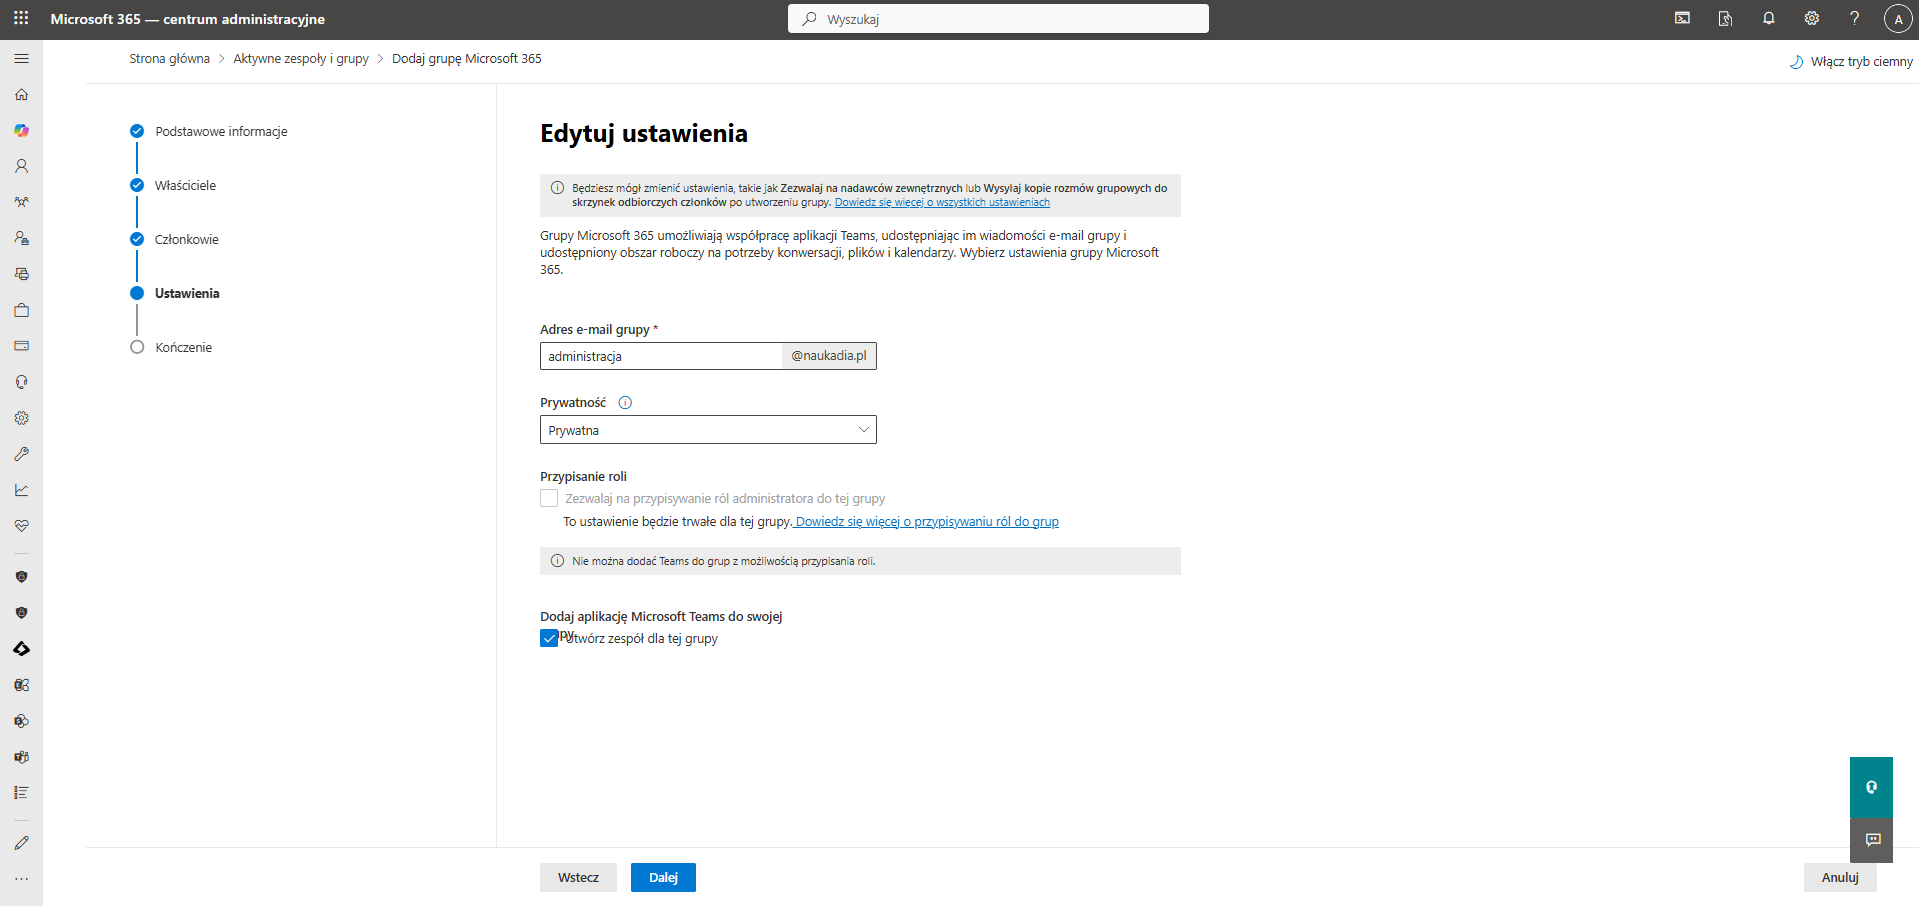 Microsoft 365 — centrum administracyjne
Wyszukaj
A
Strona główna > Aktywne zespoły i grupy > Dodaj grupę Microsoft 365
Włącz tryb ciemny
Podstawowe informacje
Właściciele
Członkowie
Ustawienia
Kończenie
Edytuj ustawienia
Będziesz mógł zmienić ustawienia, takie jak Zezwalaj na nadawców zewnętrznych lub Wysyłaj kopie rozmów grupowych do
skrzynek odbiorczych członków po utworzeniu grupy. Dowiedz się więcej o wszystkich ustawieniach
Grupy Microsoft 365 umożliwiają współpracę aplikacji Teams, udostępniając im wiadomości e-mail grupy i
udostępniony obszar roboczy na potrzeby konwersacji, plików i kalendarzy. Wybierz ustawienia grupy Microsoft
365.
Adres e-mail grupy *
administracja @naukadia.pl
Prywatność
Prywatna
Przypisanie roli
Zezwalaj na przypisywanie ról administratora do tej grupy
To ustawienie będzie trwałe dla tej grupy. Dowiedz się więcej o przypisywaniu ról do grup
Nie można dodać Teams do grup z możliwością przypisania roli.
Dodaj aplikację Microsoft Teams do swojej
Utwórz zespół dla tej grupy
Wstecz
Dalej
Anuluj